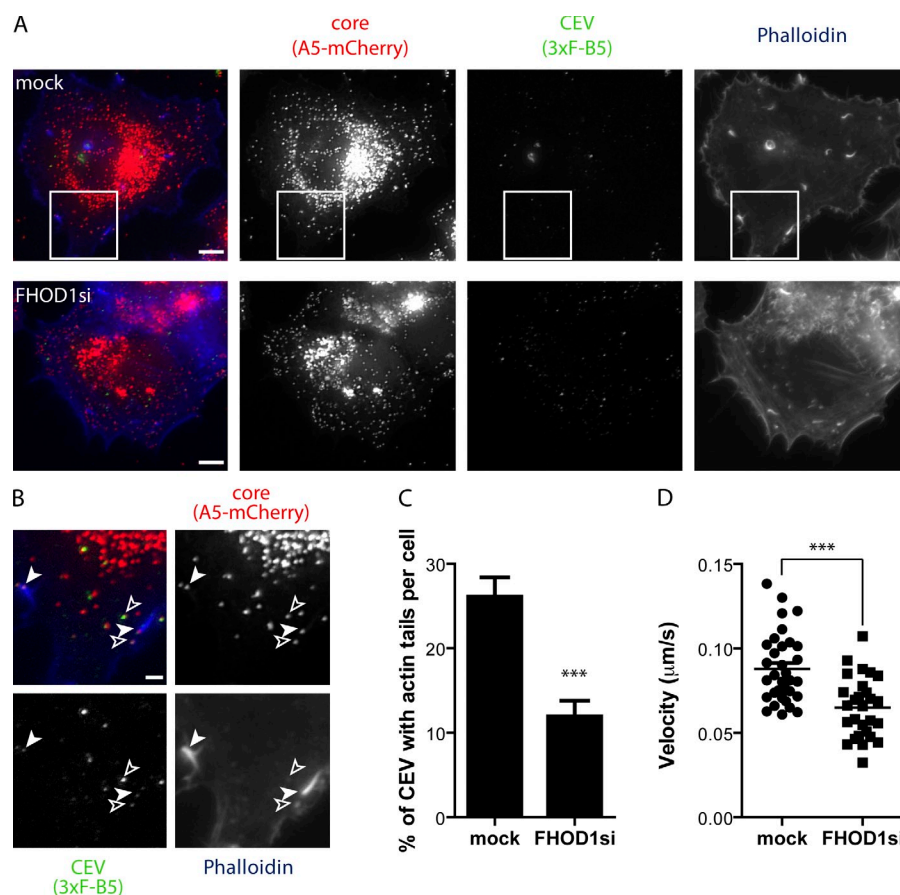 A
core
(A5-mCherry)
CEV
(3xF-B5)
Phalloidin
mock
FHOD1si
B
core
(A5-mCherry)
CEV
(3xF-B5)
Phalloidin
C
% of CEV with actin tails per cell
30
20
10
0
***
mock
FHOD1si
D
Velocity (μm/s)
0.15
0.10
0.05
0.00
***
mock
FHOD1si